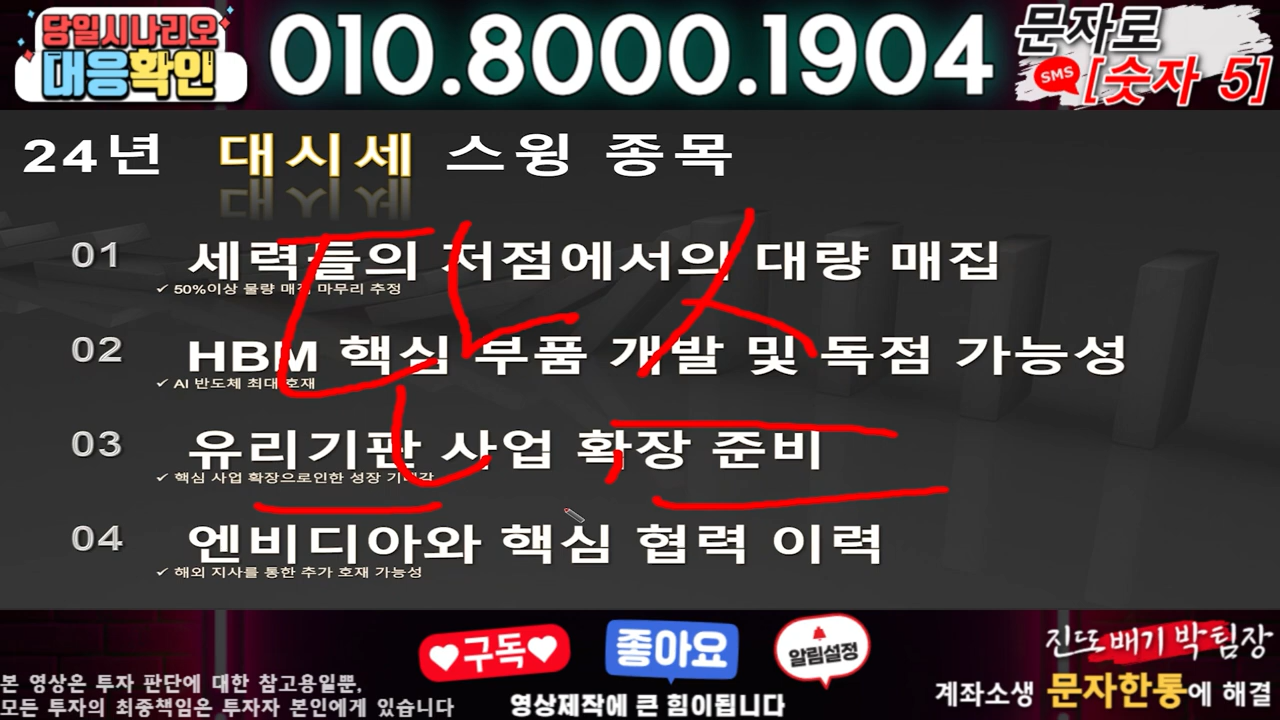 당일시나리오
대응확인
010.8000.1904
문자로
SMS [숫자 5]
24년 대시세 스윙 종목
01 세력들의 저점에서의 대량 매집
✓ 50%이상 물량 매집 마무리 추정
02 HBM 핵심 부품 개발 및 독점 가능성
✓ AI 반도체 최대 호재
03 유리기판 사업 확장 준비
✓ 핵심 사업 확장으로인한 성장 기대감
04 엔비디아와 핵심 협력 이력
✓ 해외 지사를 통한 추가 호재 가능성
구독
좋아요
알림설정
영상제작에 큰 힘이됩니다
본 영상은 투자 판단에 대한 참고용일뿐,
모든 투자의 최종책임은 투자자 본인에게 있습니다
진또배기 박팀장
계좌소생 문자한통에 해결